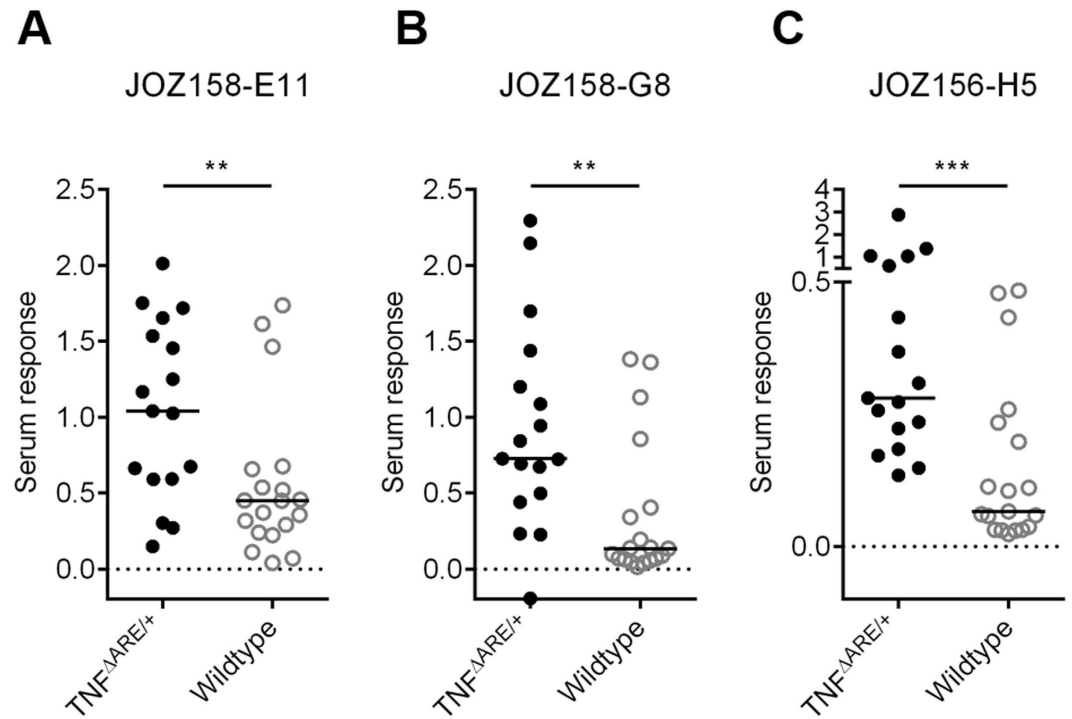 A
JOZ158-E11
**
2.5
2.0
1.5
1.0
0.5
0.0
Serum response
TNFΔARE/+
Wildtype
B
JOZ158-G8
**
2.5
2.0
1.5
1.0
0.5
0.0
Serum response
TNFΔARE/+
Wildtype
C
JOZ156-H5
***
4
3
2
1
0.5
0.0
Serum response
TNFΔARE/+
Wildtype